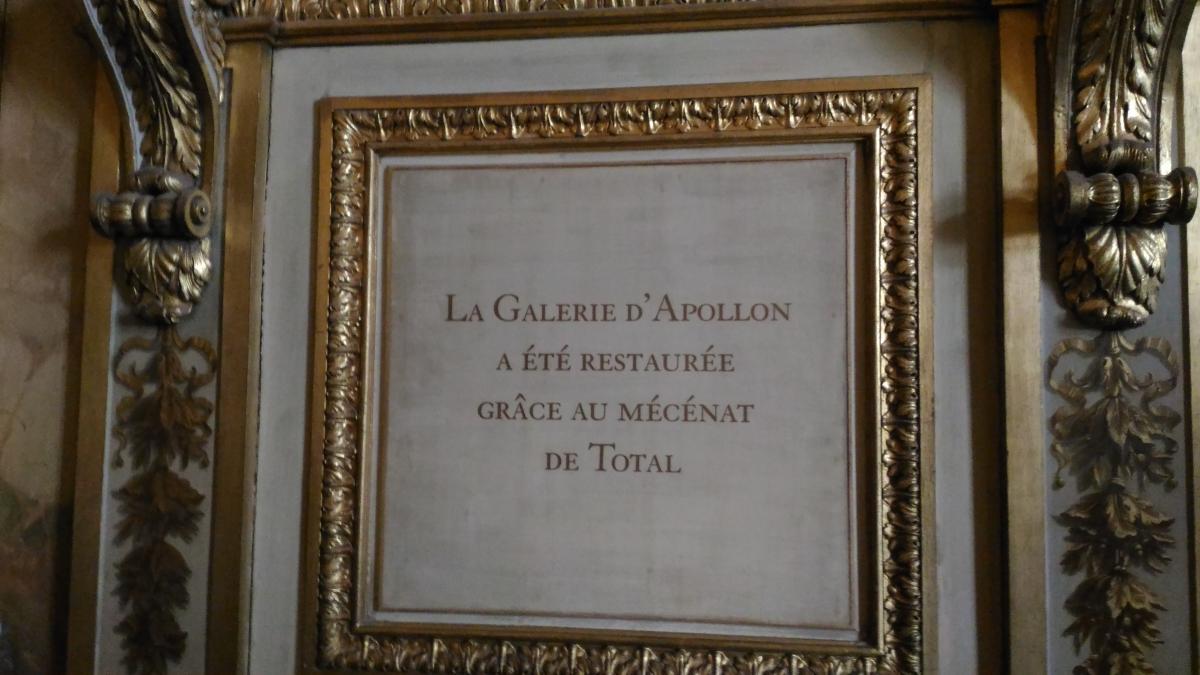 La Galerie d'Apollon
a été restaurée
grâce au mécénat
de Total